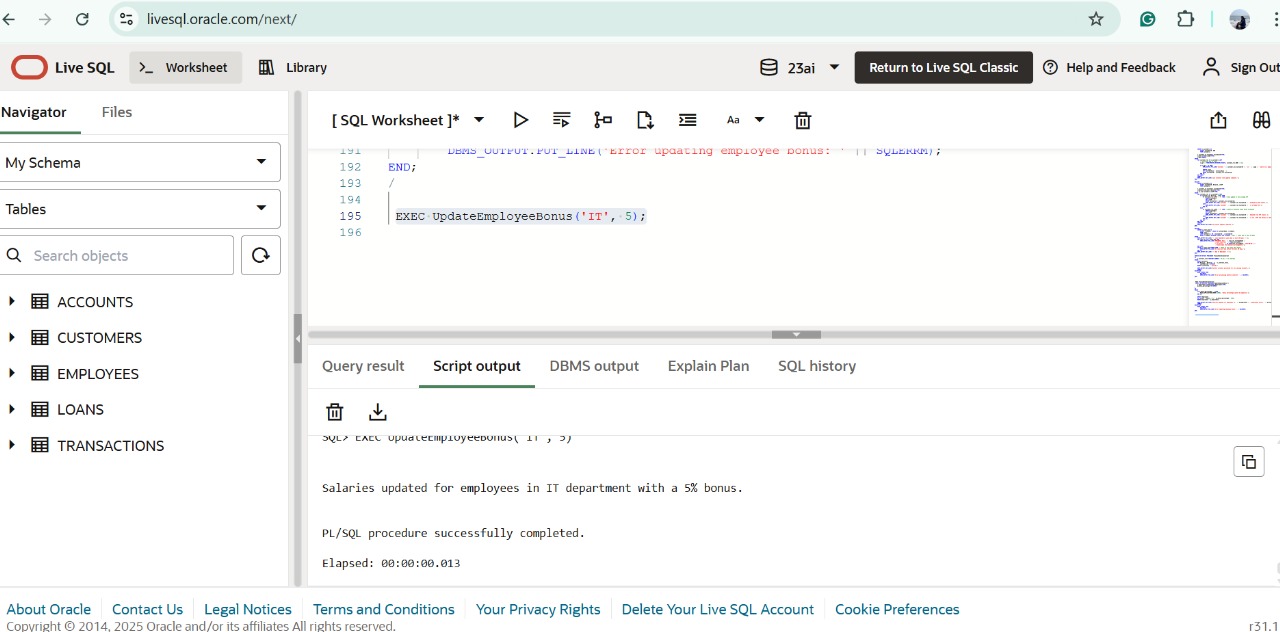 livesql.oracle.com/next/
Live SQL
Worksheet
Library
23ai
Return to Live SQL Classic
Help and Feedback
Sign Out
Navigator
Files
My Schema
Tables
Search objects
ACCOUNTS
CUSTOMERS
EMPLOYEES
LOANS
TRANSACTIONS
[ SQL Worksheet ]*
Aa
191 DBMS_OUTPUT.PUT_LINE('Error updating employee bonus: ' || SQLERRM);
192 END;
193 /
194
195 EXEC UpdateEmployeeBonus('IT', 5);
196
Query result
Script output
DBMS output
Explain Plan
SQL history
SQL> EXEC UpdateEmployeeBonus('IT', 5)
Salaries updated for employees in IT department with a 5% bonus.
PL/SQL procedure successfully completed.
Elapsed: 00:00:00.013
About Oracle
Contact Us
Legal Notices
Terms and Conditions
Your Privacy Rights
Delete Your Live SQL Account
Cookie Preferences
Copyright © 2014, 2025 Oracle and/or its affiliates All rights reserved.
r31.1